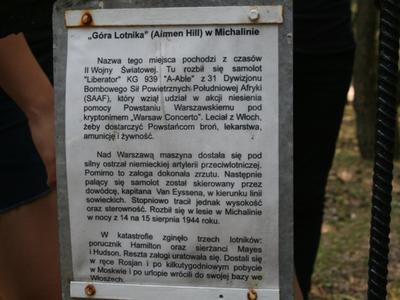 „Góra Lotnika" (Airmen Hill) w Michalinie
Nazwa tego miejsca pochodzi z czasów
II Wojny Światowej. Tu rozbił się samolot
"Liberator" KG 939 "A-Able" z 31 Dywizjonu
Bombowego Sił Powietrznych Południowej Afryki
(SAAF), który wziął udział w akcji niesienia
pomocy Powstaniu Warszawskiemu pod
kryptonimem „Warsaw Concerto". Leciał z Włoch,
żeby dostarczyć Powstańcom broń, lekarstwa,
amunicję i żywność.
Nad Warszawą maszyna dostała się pod
silny ostrzał niemieckiej artylerii przeciwlotniczej.
Pomimo to załoga dokonała zrzutu. Następnie
palący się samolot został skierowany przez
dowódcę, kapitana Van Eyssena, w kierunku linii
sowieckich. Stopniowo tracił jednak wysokość
oraz sterowność. Rozbił się w lesie w Michalinie
w nocy z 14 na 15 sierpnia 1944 roku.
W katastrofie zginęło trzech lotników:
porucznik Hamilton oraz sierżanci Mayes
i Hudson. Reszta załogi uratowała się. Dostali się
w ręce Rosjan i po kilkutygodniowym pobycie
w Moskwie i po urlopie wrócili do swojej bazy we
Włoszech.